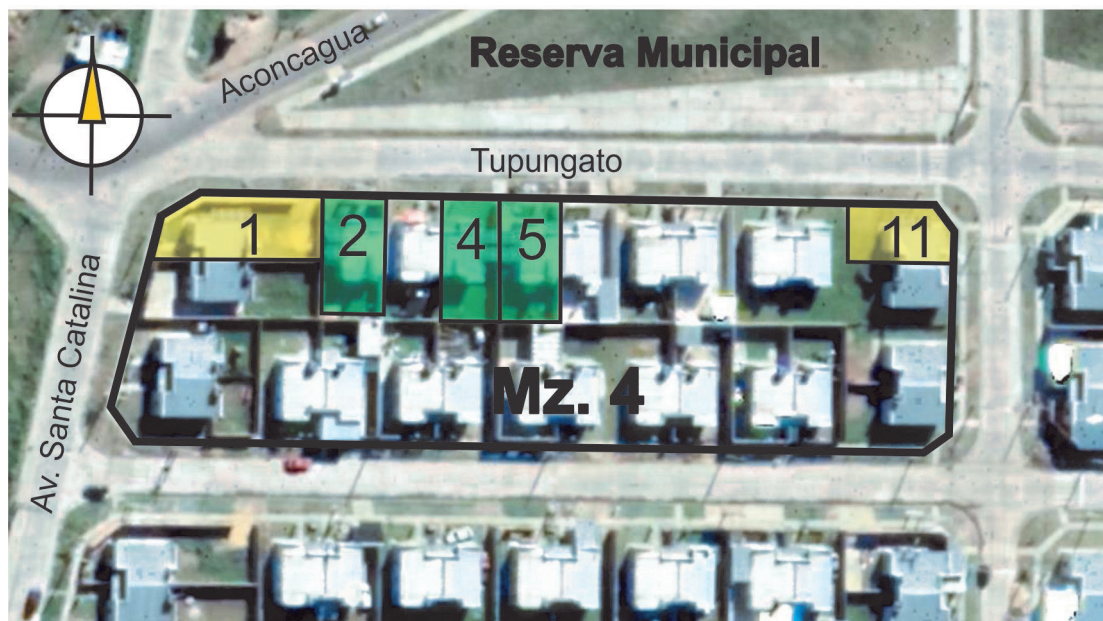 Aconcagua
Reserva Municipal
Tupungato
1
2
4
5
11
Av. Santa Catalina
Mz. 4